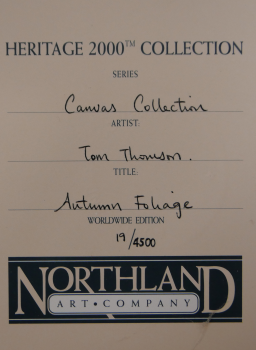 HERITAGE 2000™ COLLECTION
SERIES
Canvas Collection
ARTIST
Tom Thomson.
TITLE
Autumn Foliage
WORLDWIDE EDITION
19/4500
NORTHLAND
ART • COMPANY